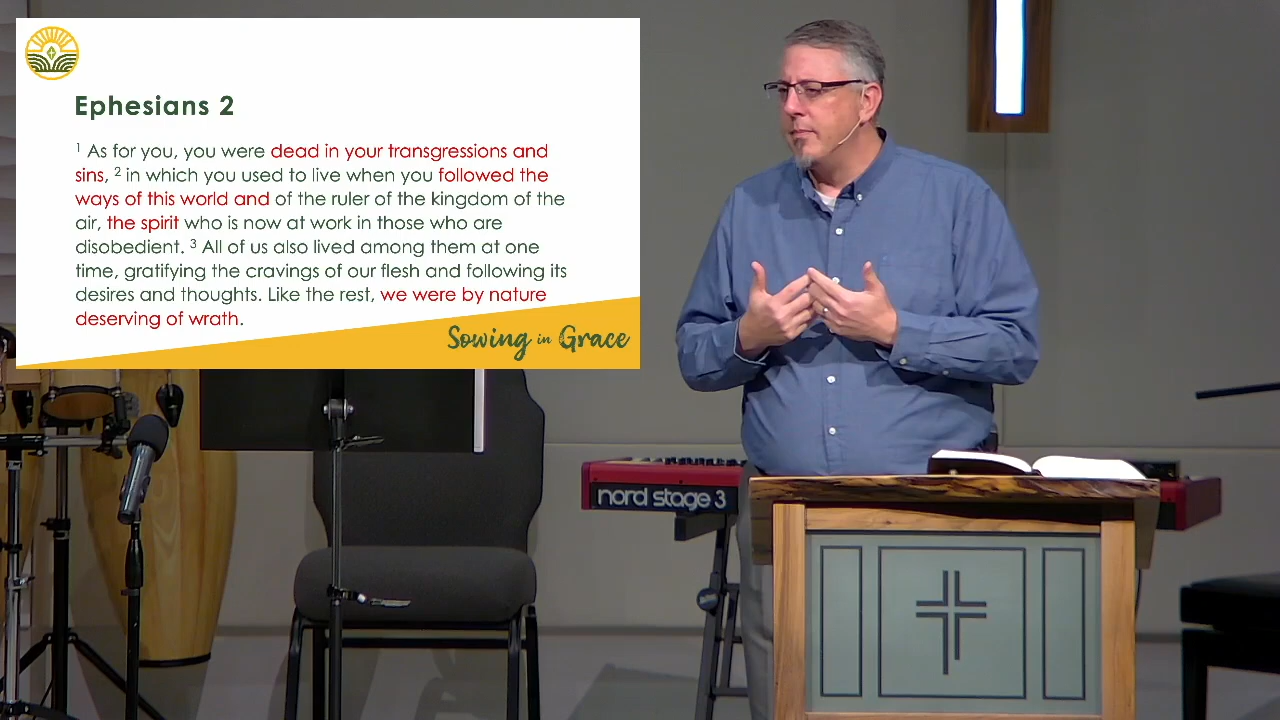 Ephesians 2
1 As for you, you were dead in your transgressions and
sins, 2 in which you used to live when you followed the
ways of this world and of the ruler of the kingdom of the
air, the spirit who is now at work in those who are
disobedient. 3 All of us also lived among them at one
time, gratifying the cravings of our flesh and following its
desires and thoughts. Like the rest, we were by nature
deserving of wrath.
Sowing in Grace
nord stage 3